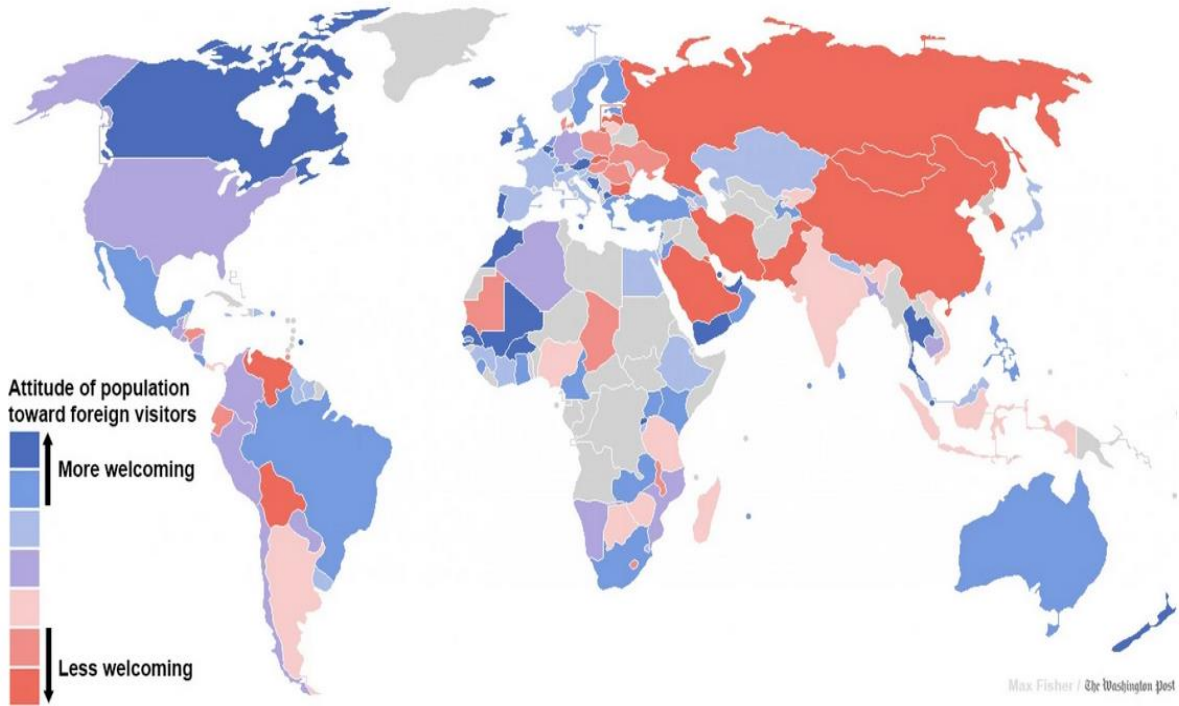 Attitude of population
toward foreign visitors
More welcoming
Less welcoming
Max Fisher / The Washington Post